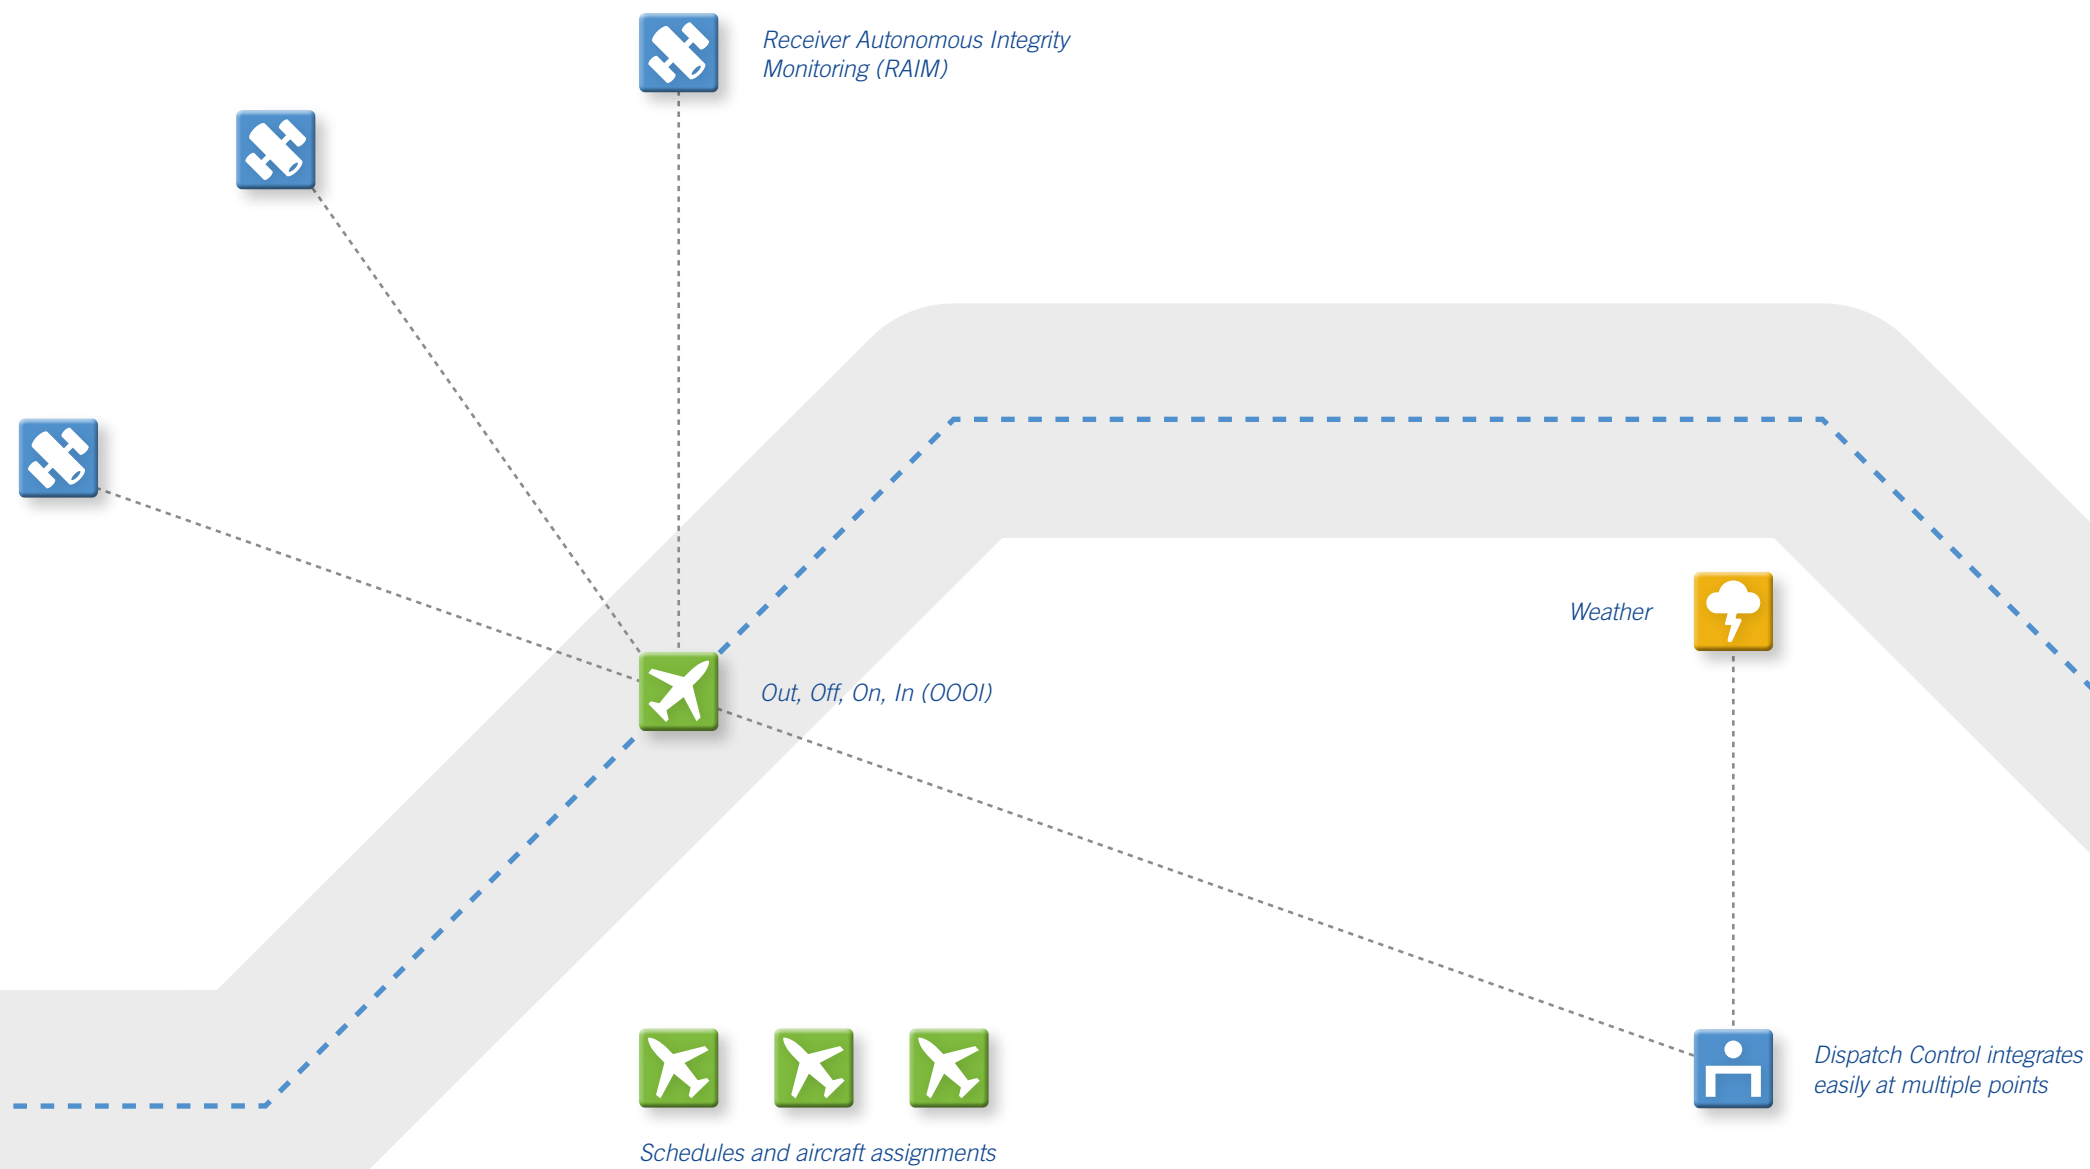 Receiver Autonomous Integrity
Monitoring (RAIM)
Weather
Out, Off, On, In (OOOI)
Dispatch Control integrates
easily at multiple points
Schedules and aircraft assignments